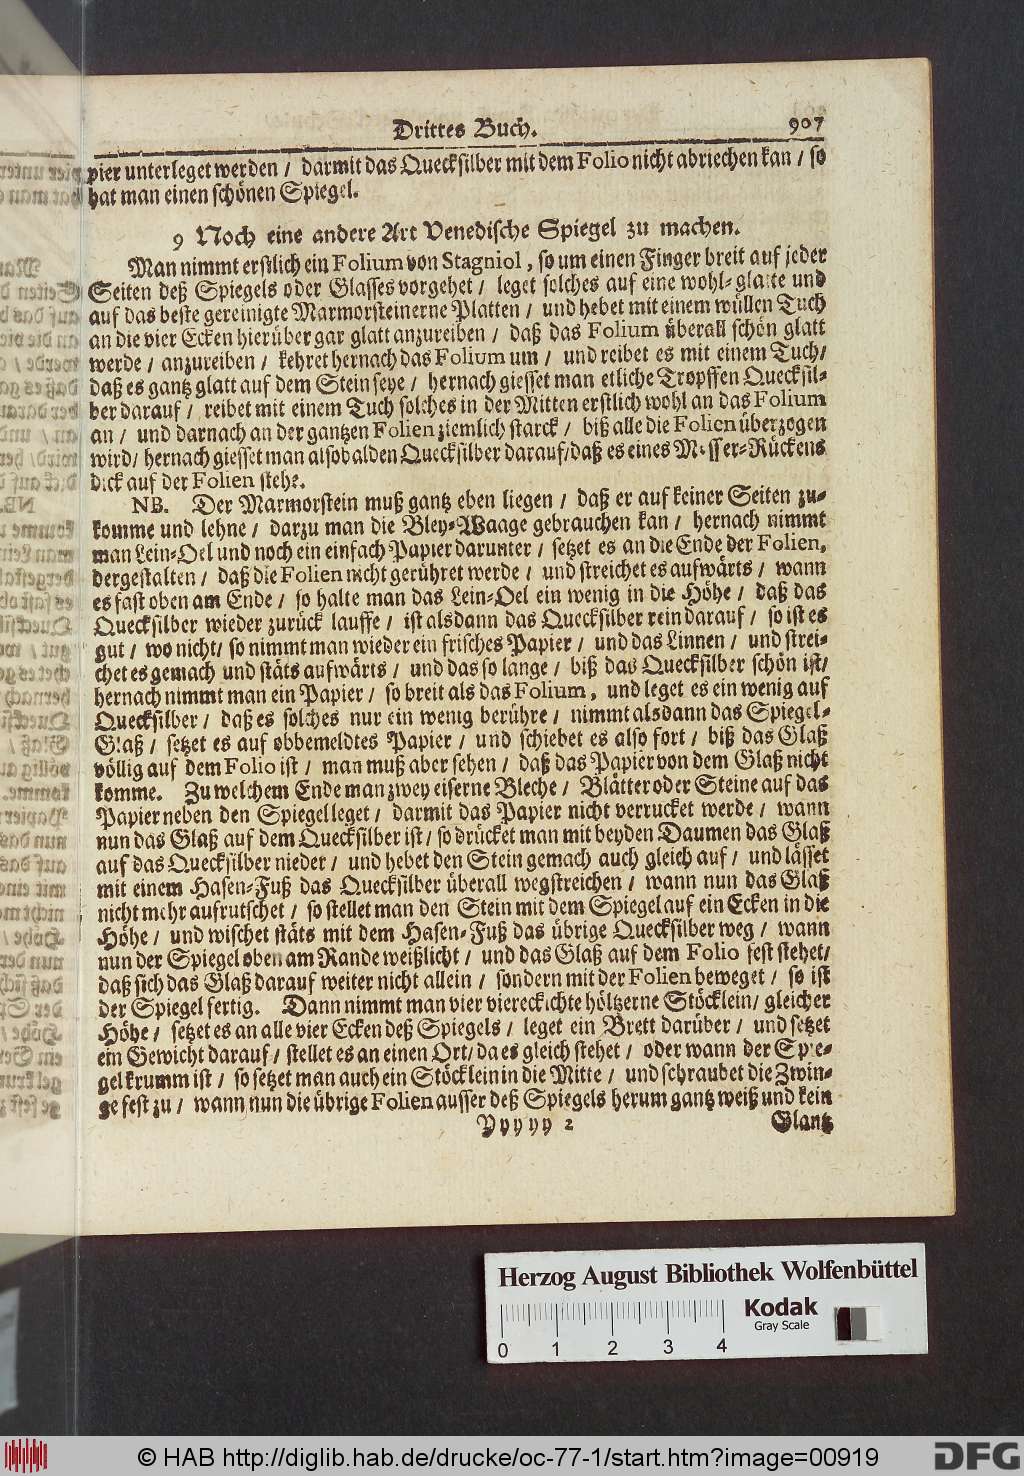 Drittes Buch. 907
pier unterleget werden / darmit das Quecksilber mit dem Folio nicht abriechen kan / so
hat man einen schönen Spiegel.
9 Noch eine andere Art Venedische Spiegel zu machen.
Man nimmt erstlich ein Folium von Stagniol, so um einen Finger breit auf jeder
Seiten deß Spiegels oder Glasses vorgehet / leget solches auf eine wohl-glatte und
auf das beste gereinigte Marmorsteinerne Platten / und hebet mit einem wüllen Tuch
an die vier Ecken hierüber gar glatt anzureiben / daß das Folium überall schön glatt
werde / anzureiben / kehret hernach das Folium um / und reibet es mit einem Tuch/
daß es gantz glatt auf dem Stein seye / hernach giesset man etliche Tropffen Quecksil-
ber darauf / reibet mit einem Tuch solches in der Mitten erstlich wohl an das Folium
an / und darnach an der gantzen Folien ziemlich starck / biß alle die Folien überzogen
wird/ hernach giesset man alsobalden Quecksilber darauf/daß es eines Messer-Rückens
dick auf der Folien stehe.
NB. Der Marmorstein muß gantz eben liegen / daß er auf keiner Seiten zu-
komme und lehne / darzu man die Bley-Waage gebrauchen kan / hernach nimmt
man Lein-Oel und noch ein einfach Papier darunter / setzet es an die Ende der Folien,
dergestalten / daß die Folien nicht gerühret werde / und streichet es aufwärts / wann
es fast oben am Ende / so halte man das Lein-Oel ein wenig in die Höhe / daß das
Quecksilber wieder zurück lauffe / ist alsdann das Quecksilber rein darauf / so ist es
gut / wo nicht/ so nimmt man wieder ein frisches Papier / und das Linnen / und strei-
chet es gemach und stäts aufwärts / und das so lange / biß das Quecksilber schön ist/
hernach nimmt man ein Papier / so breit als das Folium, und leget es ein wenig auf
Quecksilber / daß es solches nur ein wenig berühre / nimmt alsdann das Spiegel-
Glaß / setzet es auf obbemeldtes Papier / und schiebet es also fort / biß das Glaß
völlig auf dem Folio ist / man muß aber sehen / daß das Papier von dem Glaß nicht
komme. Zu welchem Ende man zwey eiserne Bleche / Blätter oder Steine auf das
Papier neben den Spiegel leget / darmit das Papier nicht verrucket werde / wann
nun das Glaß auf dem Quecksilber ist / so drücket man mit beyden Daumen das Glaß
auf das Quecksilber nieder / und hebet den Stein gemach auch gleich auf / und lässet
mit einem Hasen-Fuß das Quecksilber überall wegstreichen / wann nun das Glaß
nicht mehr aufrutschet / so stellet man den Stein mit dem Spiegel auf ein Ecken in die
Höhe / und wischet stäts mit dem Hasen-Fuß das übrige Quecksilber weg / wann
nun der Spiegel oben am Rande weißlicht / und das Glaß auf dem Folio fest stehet/
daß sich das Glaß darauf weiter nicht allein / sondern mit der Folien beweget / so ist
der Spiegel fertig. Dann nimmt man vier viereckichte höltzerne Stöcklein/ gleicher
Höhe / setzet es an alle vier Ecken deß Spiegels / leget ein Brett darüber / und setzet
ein Gewicht darauf / stellet es an einen Ort/ da es gleich stehet / oder wann der Spie-
gel krumm ist / so setzet man auch ein Stöcklein in die Mitte / und schraubet die Zwin-
ge fest zu / wann nun die übrige Folien ausser deß Spiegels herum gantz weiß und kein
Yyyyy 2 Glantz
Herzog August Bibliothek Wolfenbüttel
Kodak
Gray Scale
0 1 2 3 4
© HAB http://diglib.hab.de/drucke/oc-77-1/start.htm?image=00919
DFG